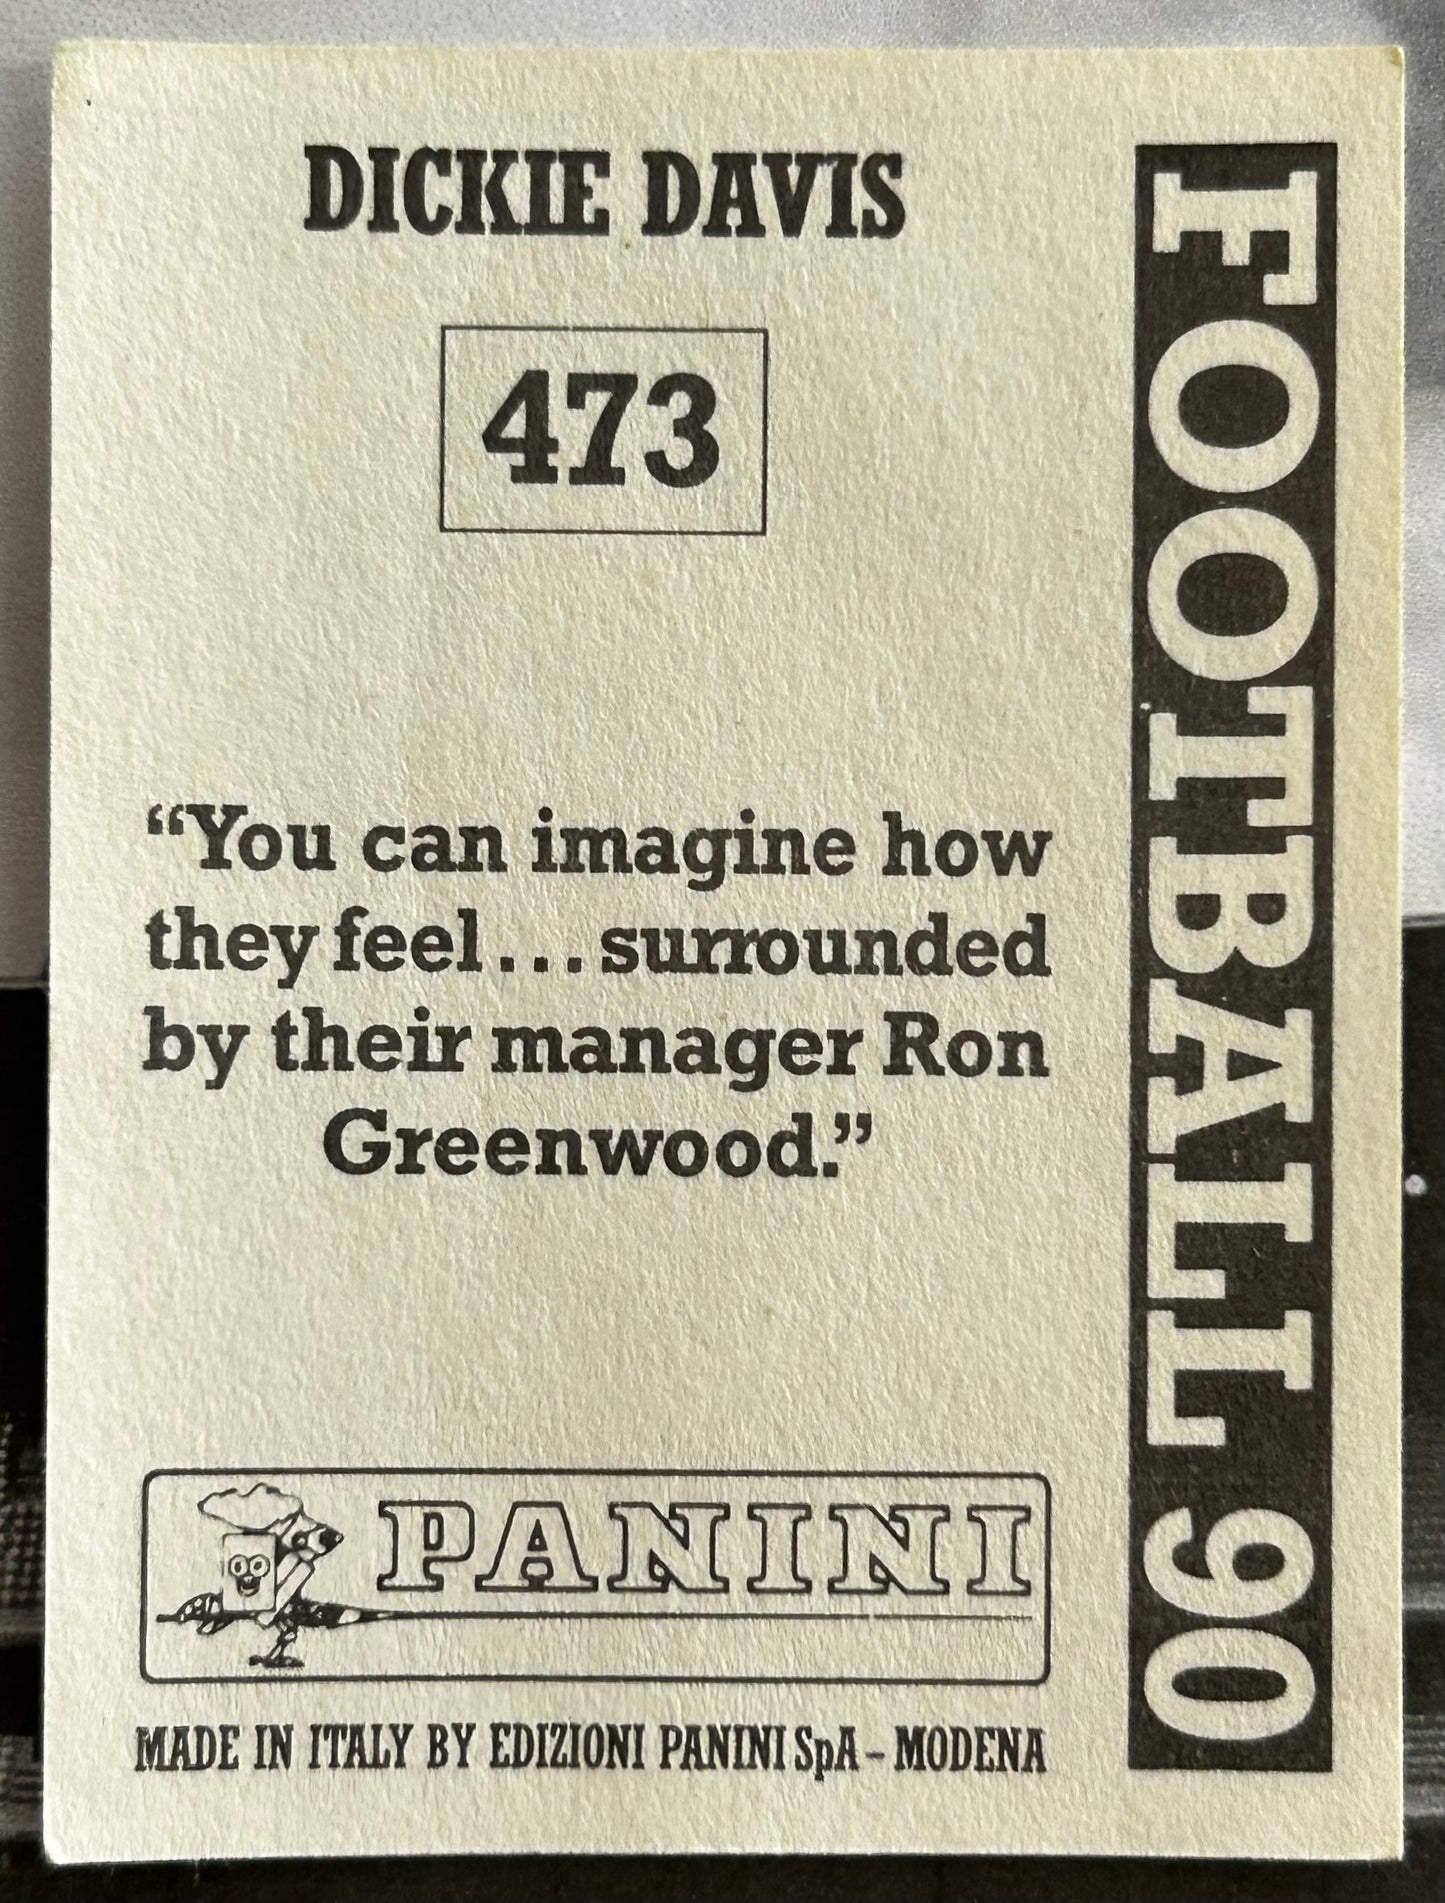 DICKIE DAVIS
473
"You can imagine how
they feel... surrounded
by their manager Ron
Greenwood."
PANINI
MADE IN ITALY BY EDIZIONI PANINI SpA - MODENA
FOOTBALL 90